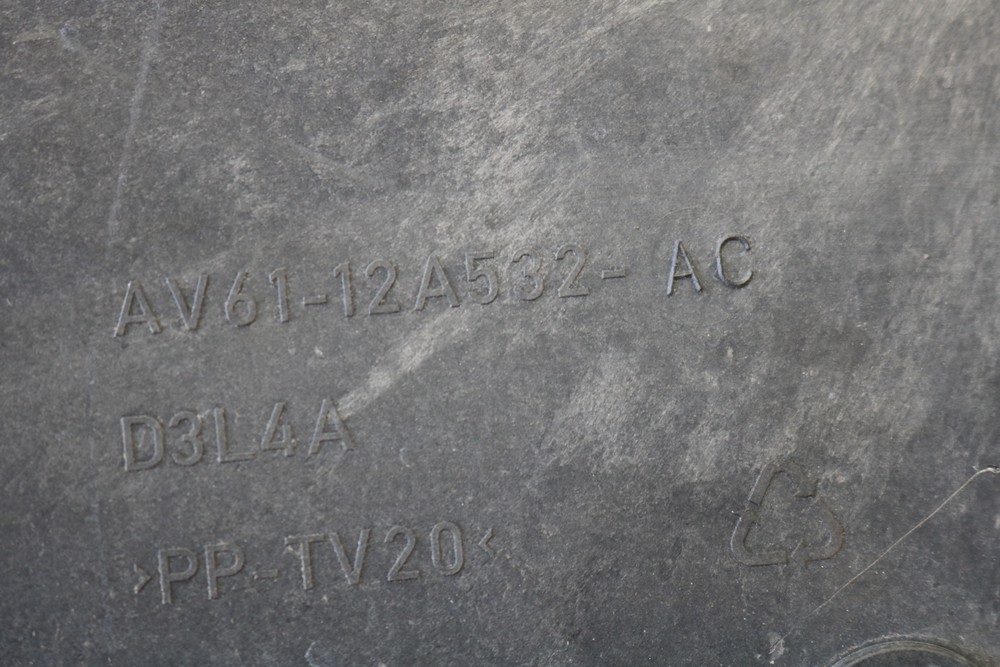 AV61-12A532- AC
D3L4A
>PP-TV20<